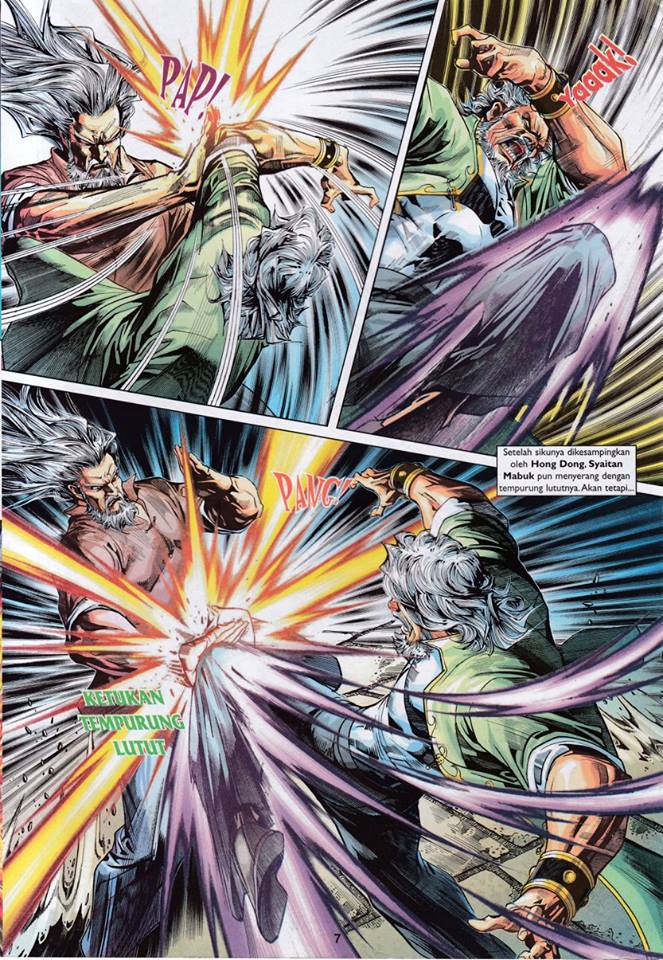 PAP!
Yaaak!
Setelah sikunya dikesampingkan
oleh Hong Dong, Syaitan
Mabuk pun menyerang dengan
tempurung lututnya. Akan tetapi...
PANG!
KETUKAN
TEMPURUNG
LUTUT
7